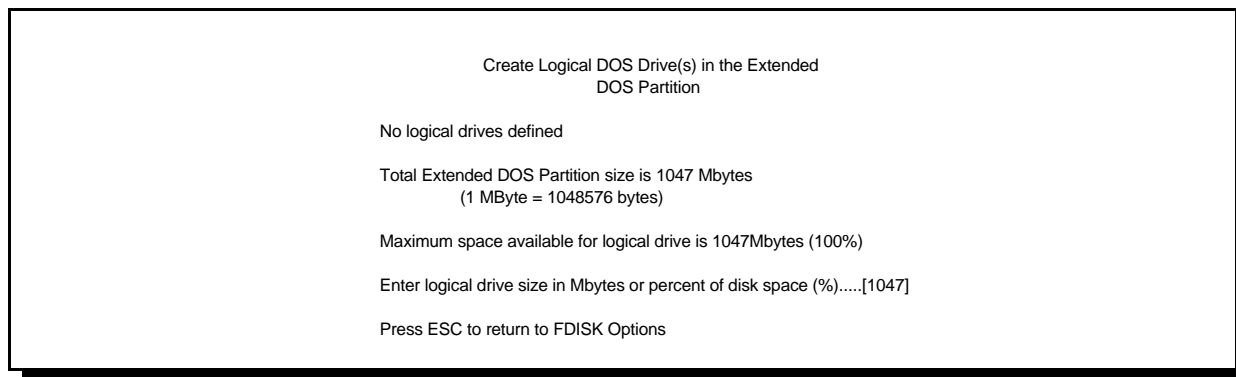 Create Logical DOS Drive(s) in the Extended
DOS Partition
No logical drives defined
Total Extended DOS Partition size is 1047 Mbytes
(1 MByte = 1048576 bytes)
Maximum space available for logical drive is 1047Mbytes (100%)
Enter logical drive size in Mbytes or percent of disk space (%).....[1047]
Press ESC to return to FDISK Options